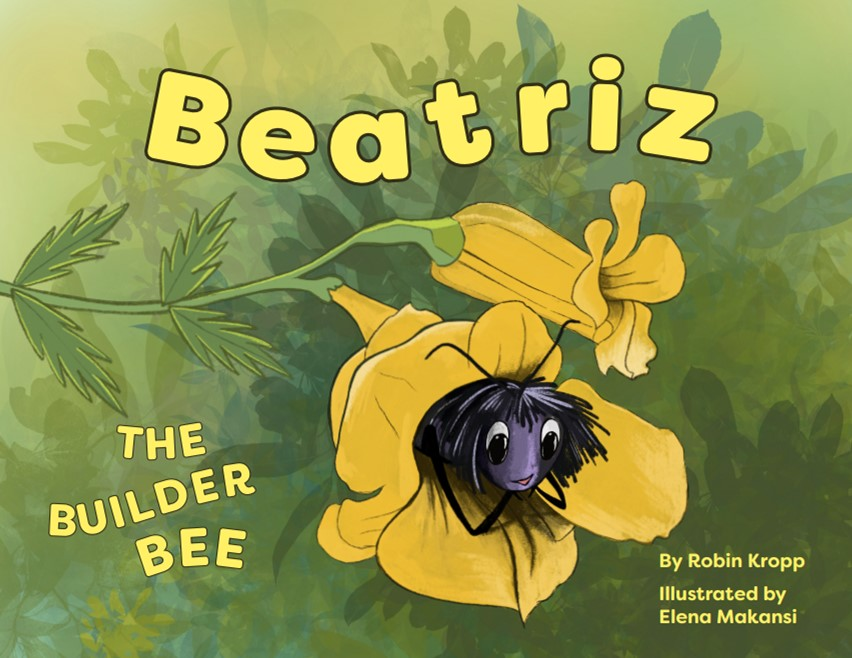 Beatriz
THE
BUILDER
BEE
By Robin Kropp
Illustrated by
Elena Makansi